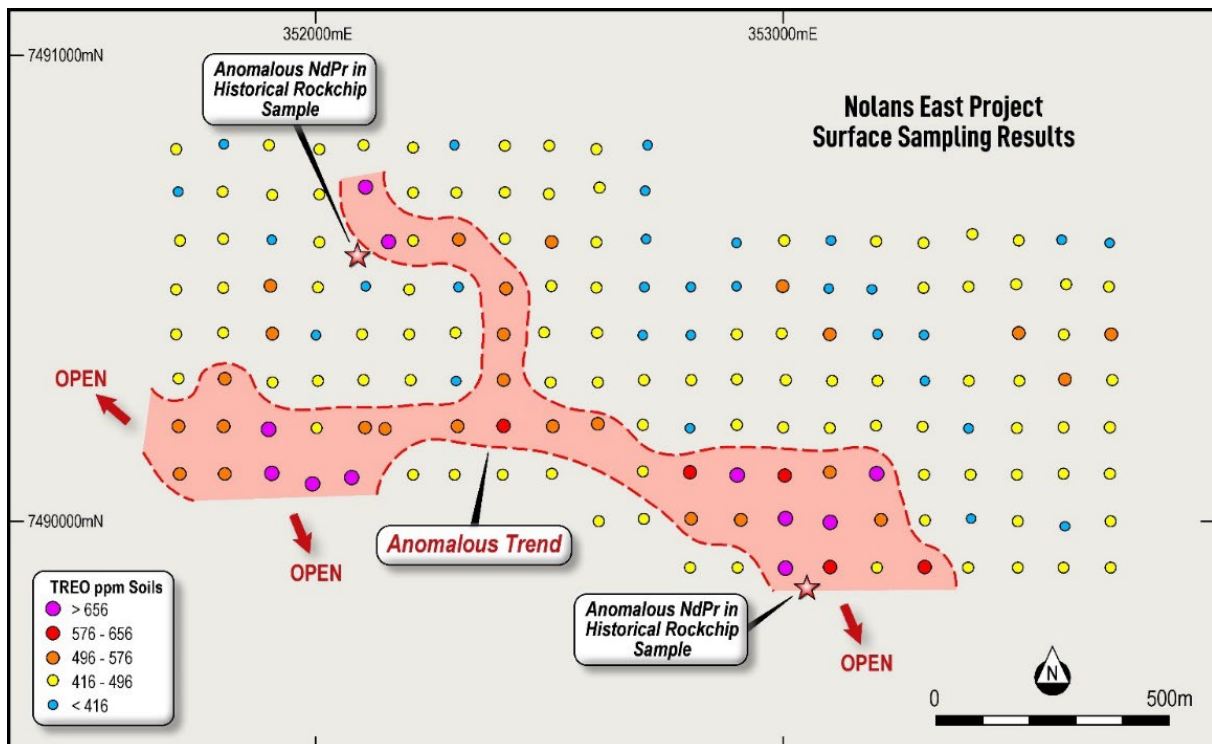 352000mE
353000mE
7491000mN
Anomalous NdPr in
Historical Rockchip
Sample
Nolans East Project
Surface Sampling Results
OPEN
7490000mN
Anomalous Trend
OPEN
TREO ppm Soils
> 656
576 - 656
496 - 576
416 - 496
< 416
Anomalous NdPr in
Historical Rockchip
Sample
OPEN
N
0
500m